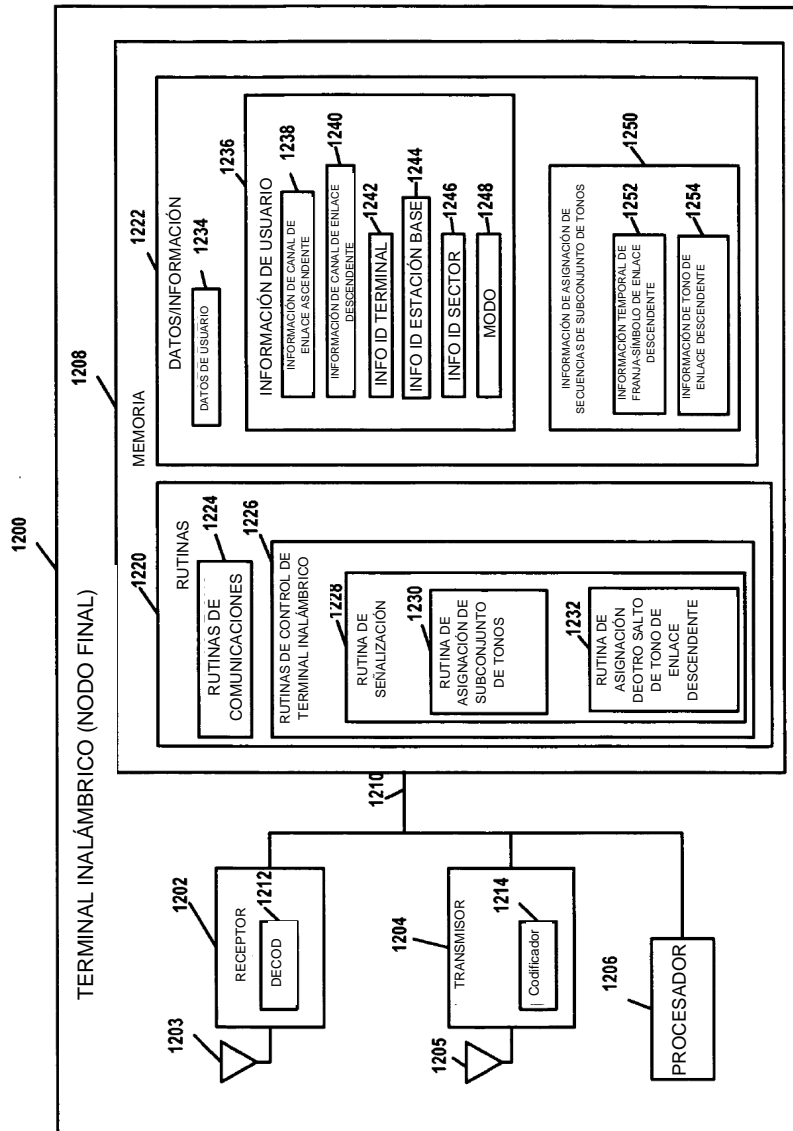 1200
TERMINAL INALÁMBRICO (NODO FINAL)
1203
1202
RECEPTOR
1212
DECOD
1205
1204
TRANSMISOR
1214
Codificador
1206
PROCESADOR
1210
1208
MEMORIA
1220
RUTINAS
1224
RUTINAS DE
COMUNICACIONES
1226
RUTINAS DE CONTROL DE
TERMINAL INALÁMBRICO
1228
RUTINA DE
SEÑALIZACIÓN
1230
RUTINA DE
ASIGNACIÓN DE
SUBCONJUNTO
DE TONOS
1232
RUTINA DE
ASIGNACIÓN
DEOTRO SALTO
DE TONO DE
ENLACE
DESCENDENTE
1222
DATOS/INFORMACIÓN
1234
DATOS DE USUARIO
1236
INFORMACIÓN DE USUARIO
1238
INFORMACIÓN DE CANAL DE
ENLACE ASCENDENTE
1240
INFORMACIÓN DE CANAL DE ENLACE
DESCENDENTE
1242
INFO ID TERMINAL
1244
INFO ID ESTACIÓN BASE
1246
INFO ID SECTOR
1248
MODO
1250
INFORMACIÓN DE ASIGNACIÓN DE
SECUENCIAS DE SUBCONJUNTO DE TONOS
1252
INFORMACIÓN TEMPORAL DE
FRANJA-SÍMBOLO DE ENLACE
DESCENDENTE
1254
INFORMACIÓN DE TONO DE
ENLACE DESCENDENTE